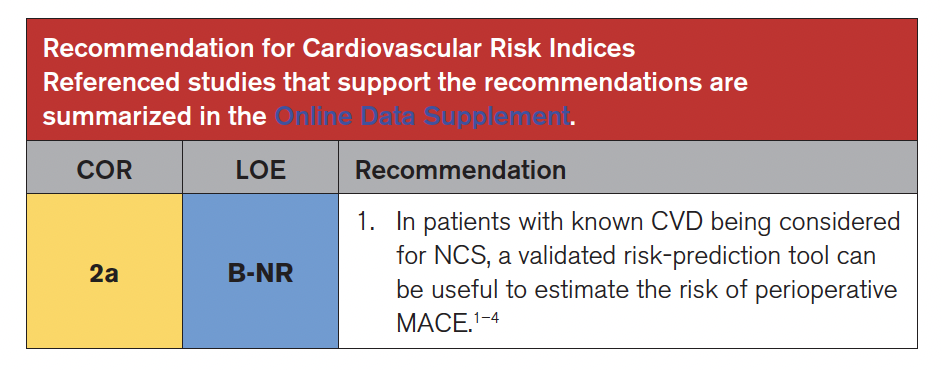 Recommendation for Cardiovascular Risk Indices
Referenced studies that support the recommendations are
summarized in the Online Data Supplement.
COR LOE Recommendation
2a B-NR 1. In patients with known CVD being considered
for NCS, a validated risk-prediction tool can
be useful to estimate the risk of perioperative
MACE.1–4